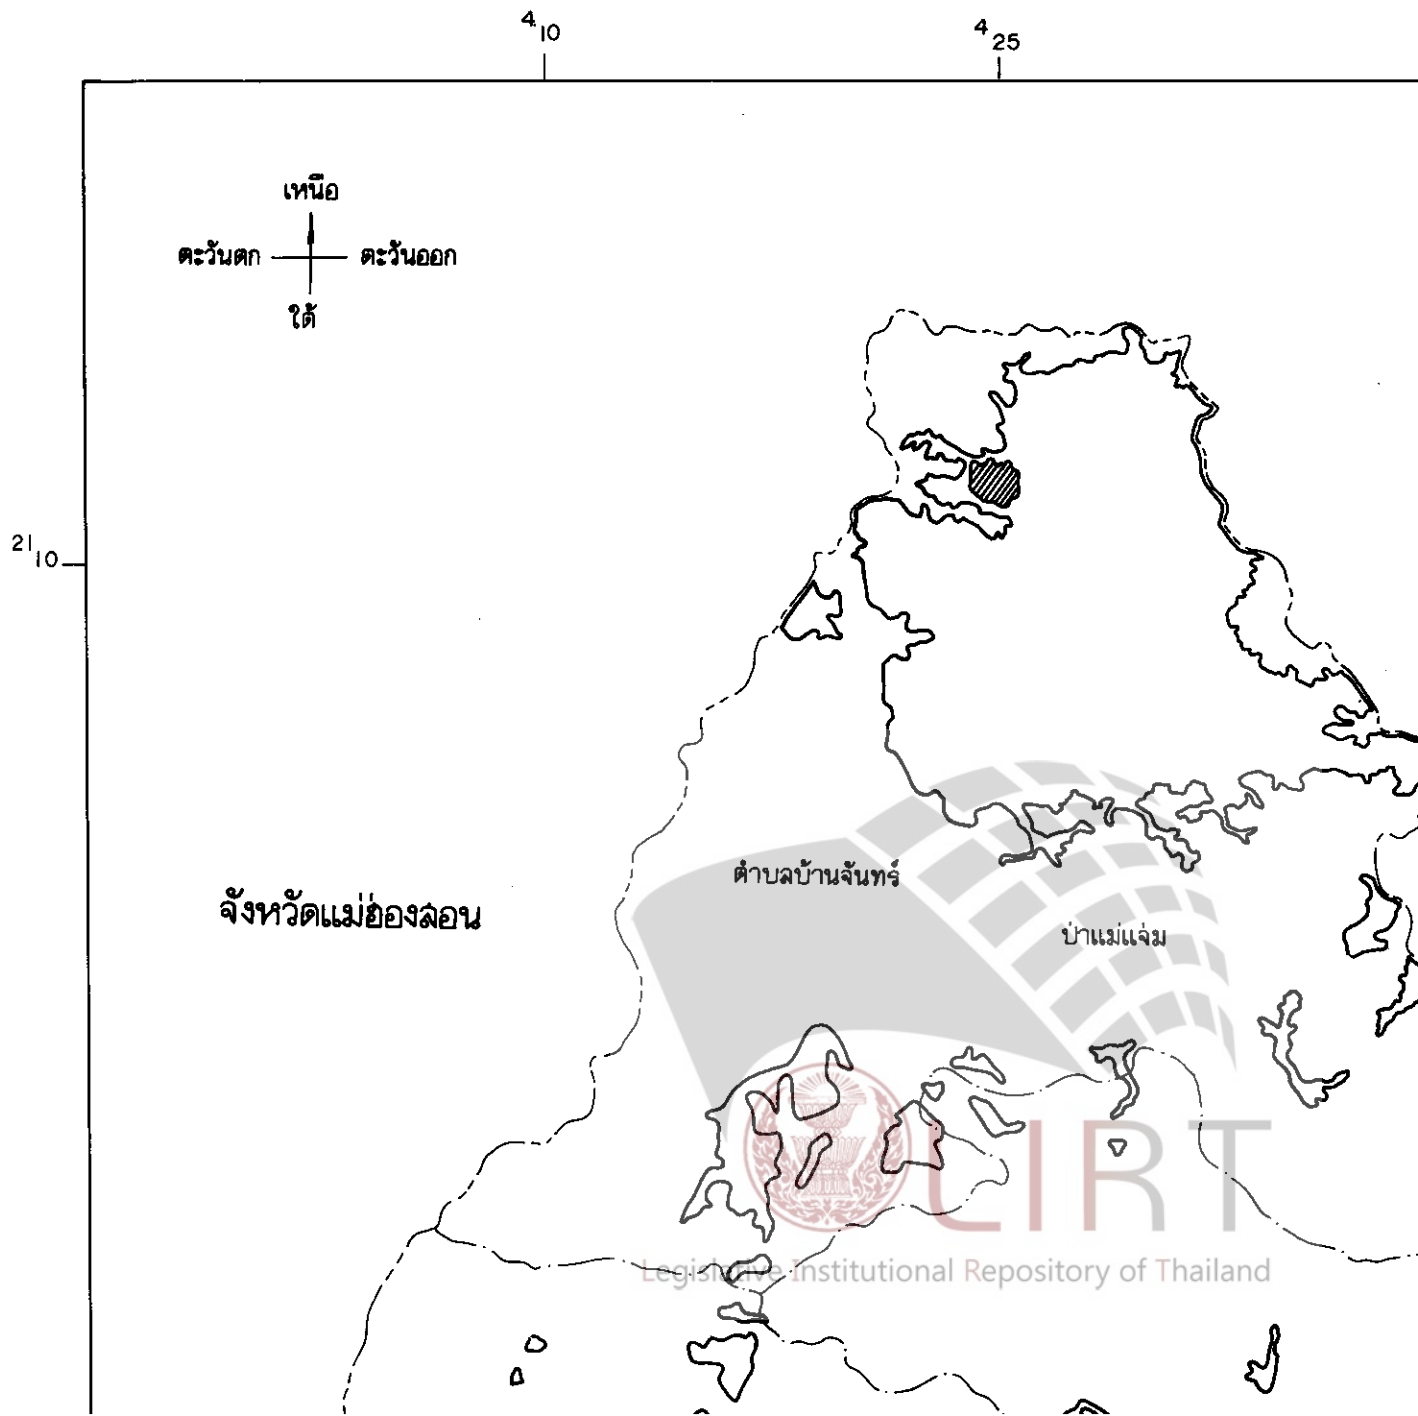 4 10
4 25
เหนือ
ตะวันตก ตะวันออก
ใต้
21 10
ตำบลบ้านจันทร์
จังหวัดแม่ฮ่องสอน
ป่าแม่แจ่ม
LIRT
Legislative Institutional Repository of Thailand